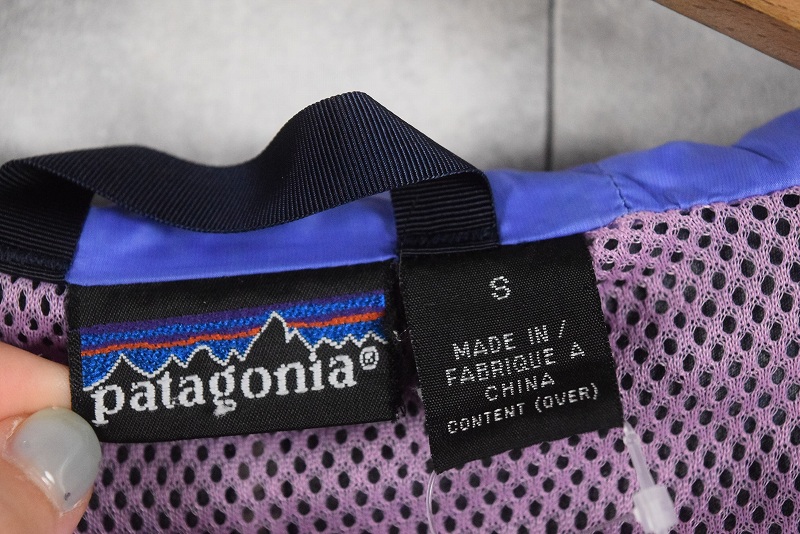 patagonia®
S
MADE IN /
FABRIQUE A
CHINA
CONTENT (OVER)